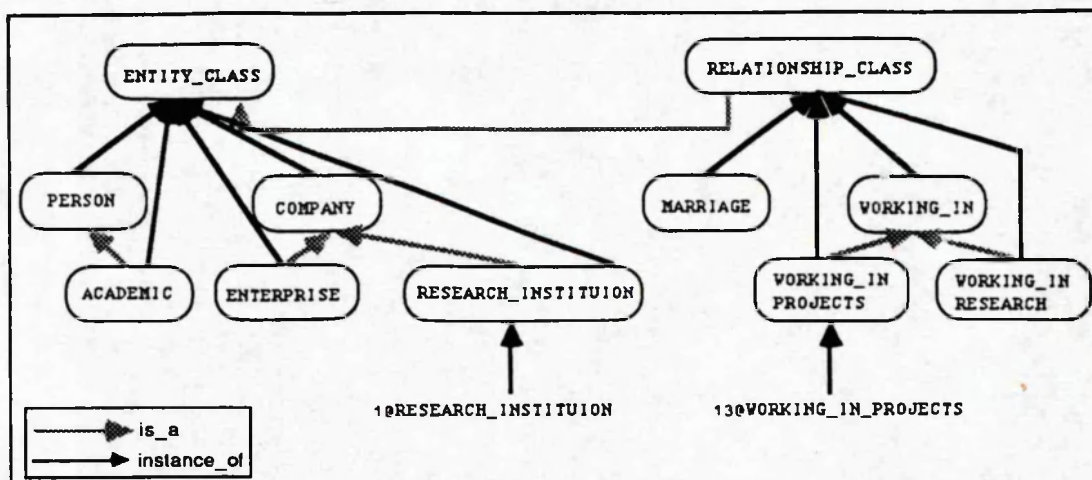 ENTITY_CLASS
RELATIONSHIP_CLASS
PERSON
COMPANY
MARRIAGE
WORKING_IN
ACADEMIC
ENTERPRISE
RESEARCH_INSTITUION
WORKING_IN
PROJECTS
WORKING_IN
RESEARCH
1@RESEARCH_INSTITUION
13@WORKING_IN_PROJECTS
is_a
instance_of